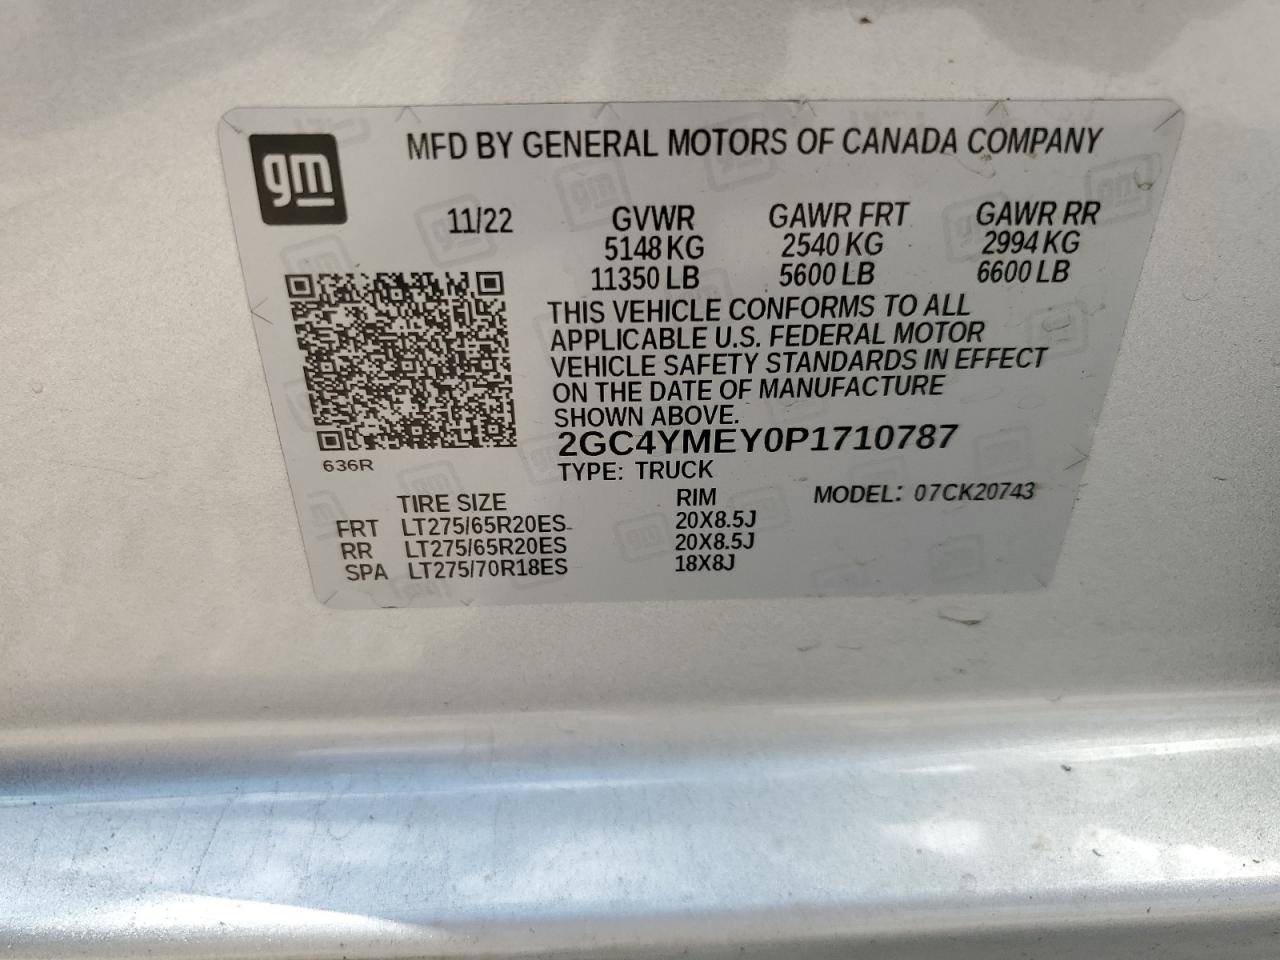 gm
MFD BY GENERAL MOTORS OF CANADA COMPANY
11/22 GVWR GAWR FRT GAWR RR
5148 KG 2540 KG 2994 KG
11350 LB 5600 LB 6600 LB
THIS VEHICLE CONFORMS TO ALL
APPLICABLE U.S. FEDERAL MOTOR
VEHICLE SAFETY STANDARDS IN EFFECT
ON THE DATE OF MANUFACTURE
SHOWN ABOVE.
2GC4YMEY0P1710787
636R
TYPE: TRUCK
TIRE SIZE RIM MODEL: 07CK20743
FRT LT275/65R20ES 20X8.5J
RR LT275/65R20ES 20X8.5J
SPA LT275/70R18ES 18X8J